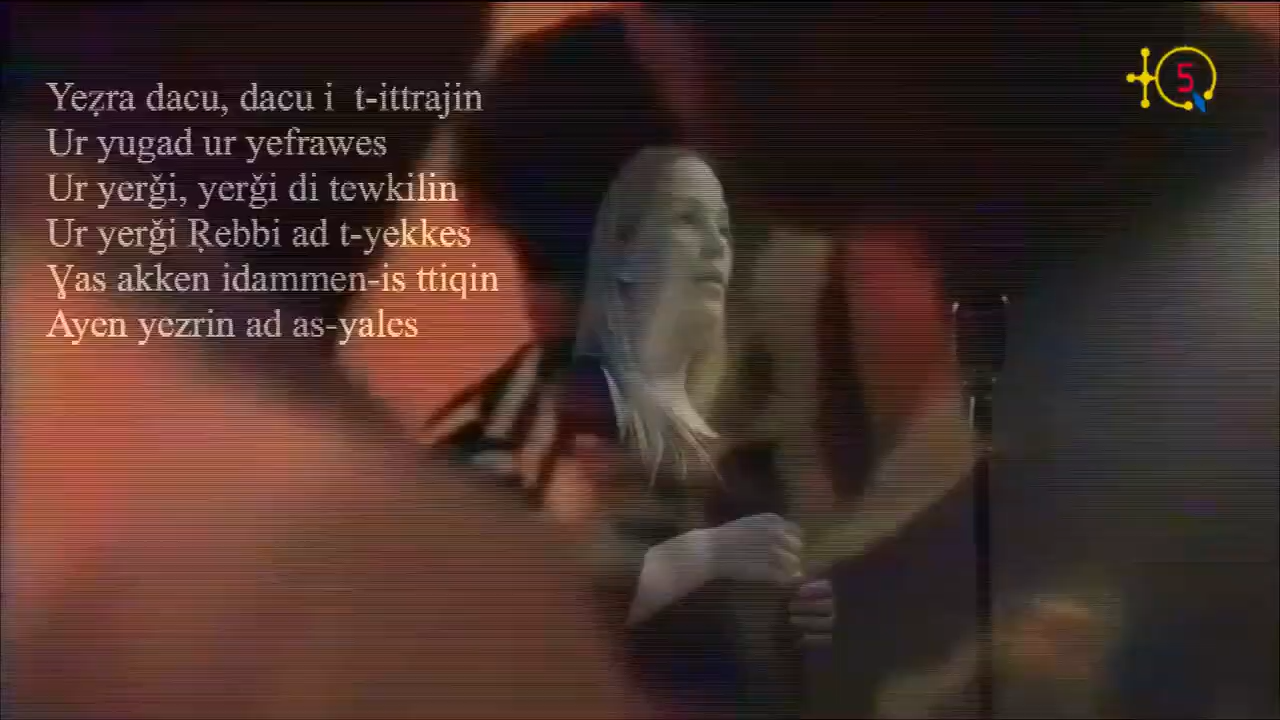 Yeẓra dacu, dacu i t-ittrajin
Ur yugad ur yefrawes
Ur yerği, yerği di tewkilin
Ur yerği Ṛebbi ad t-yekkes
Ɣas akken idammen-is ttiqin
Ayen yezrin ad as-yales
5